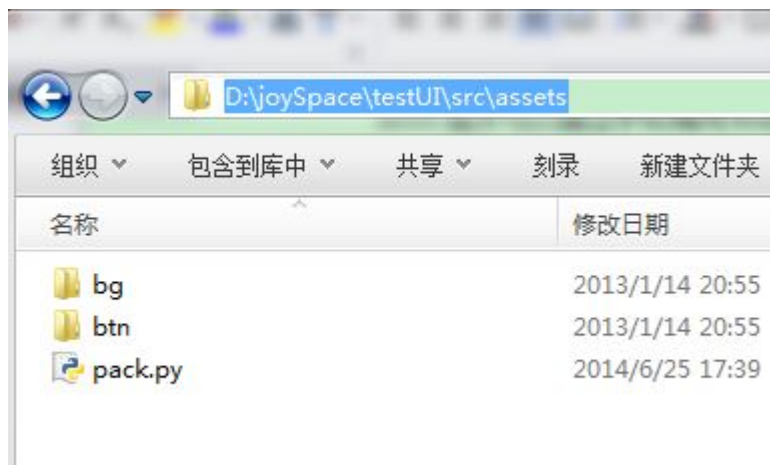 D:\joySpace\testUI\src\assets
组织 包含到库中 共享 刻录 新建文件夹
名称 修改日期
bg 2013/1/14 20:55
btn 2013/1/14 20:55
pack.py 2014/6/25 17:39